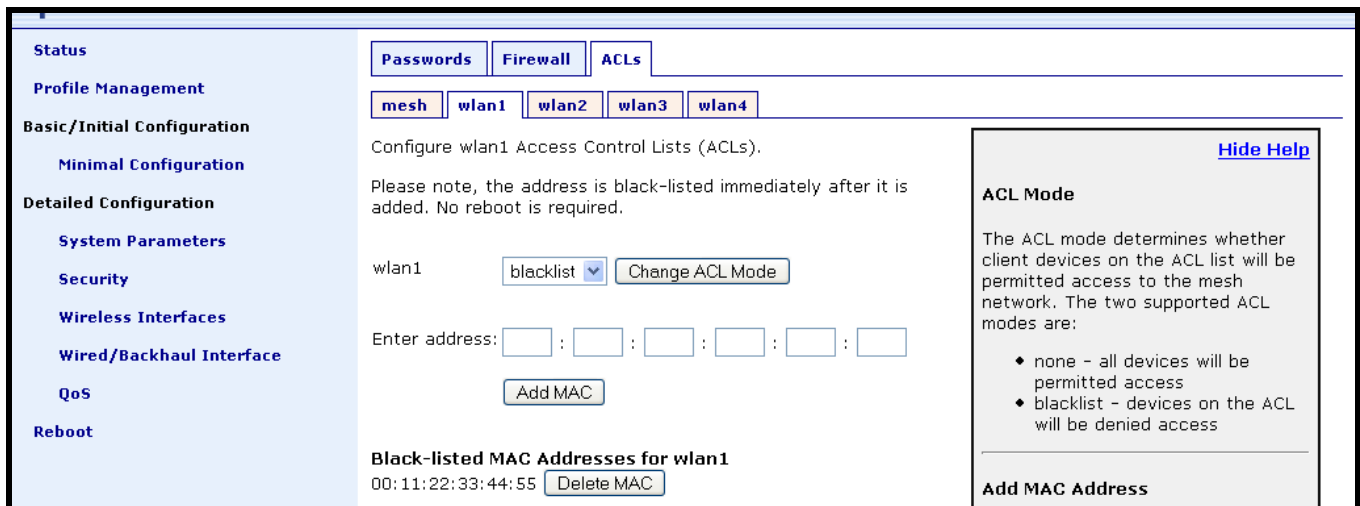 Status
Profile Management
Basic/Initial Configuration
Minimal Configuration
Detailed Configuration
System Parameters
Security
Wireless Interfaces
Wired/Backhaul Interface
QoS
Reboot
Passwords Firewall ACLs
mesh wlan1 wlan2 wlan3 wlan4
Configure wlan1 Access Control Lists (ACLs).
Please note, the address is black-listed immediately after it is
added. No reboot is required.
wlan1 blacklist Change ACL Mode
Enter address: : : : : :
Add MAC
Black-listed MAC Addresses for wlan1
00:11:22:33:44:55 Delete MAC
Hide Help
ACL Mode
The ACL mode determines whether
client devices on the ACL list will be
permitted access to the mesh
network. The two supported ACL
modes are:
• none - all devices will be
permitted access
• blacklist - devices on the ACL
will be denied access
Add MAC Address